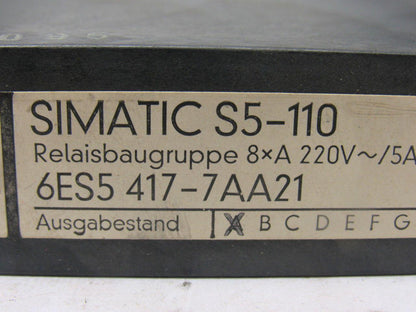 SIMATIC S5-110
Relaisbaugruppe 8×A 220V~/5A
6ES5 417-7AA21
Ausgabestand A B C D E F G